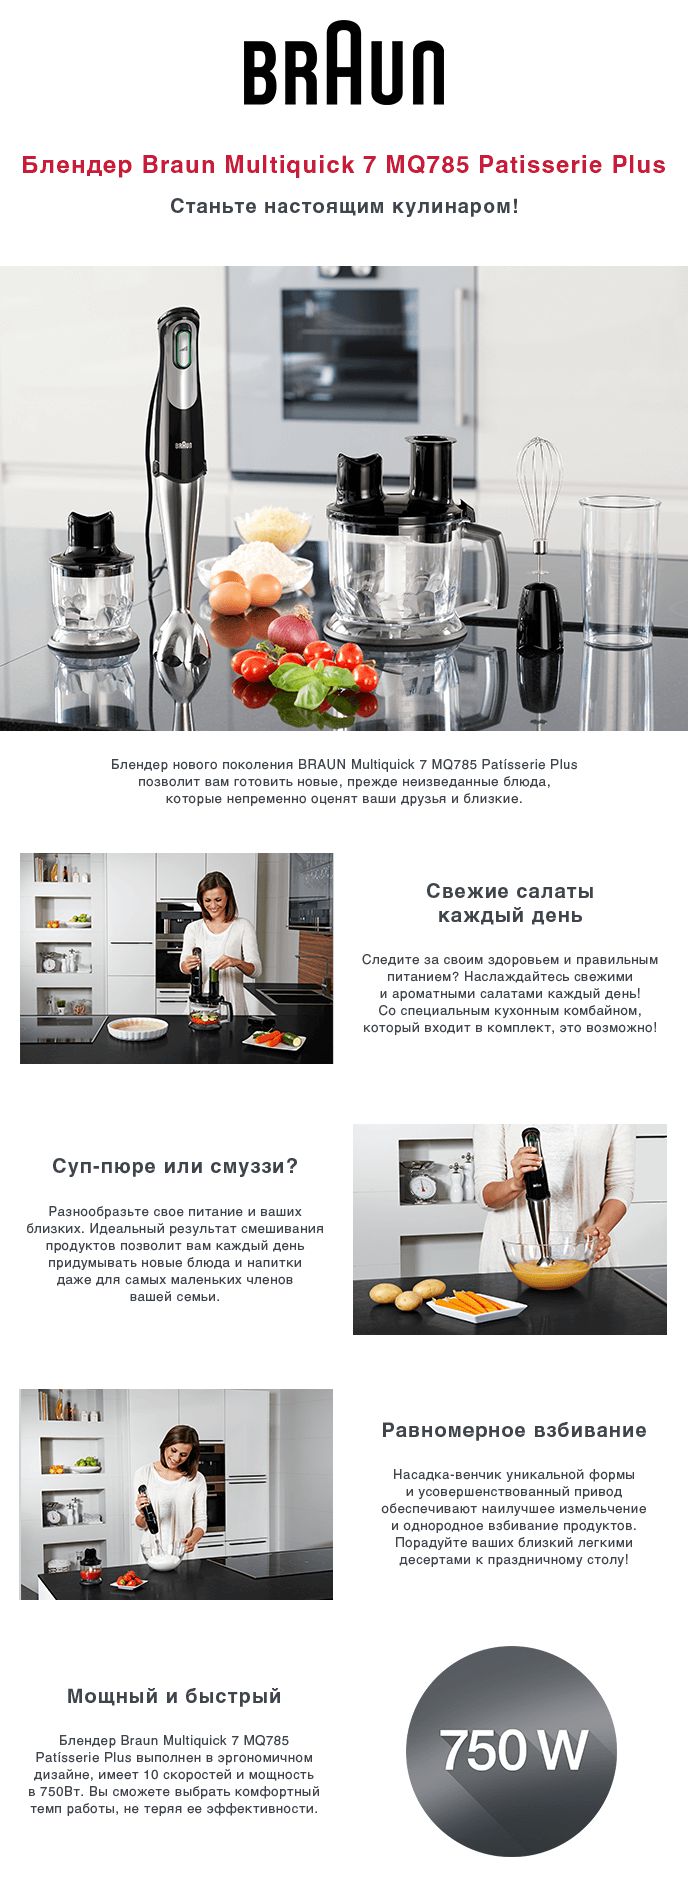 BRAUN
Блендер Braun Multiquick 7 MQ785 Patisserie Plus
Станьте настоящим кулинаром!
BRAUN
Блендер нового поколения BRAUN Multiquick 7 MQ785 Patísserie Plus
позволит вам готовить новые, прежде неизведанные блюда,
которые непременно оценят ваши друзья и близкие.
Свежие салаты
каждый день
Следите за своим здоровьем и правильным
питанием? Наслаждайтесь свежими
и ароматными салатами каждый день!
Со специальным кухонным комбайном,
который входит в комплект, это возможно!
Суп-пюре или смуззи?
Разнообразьте свое питание и ваших
близких. Идеальный результат смешивания
продуктов позволит вам каждый день
придумывать новые блюда и напитки
даже для самых маленьких членов
вашей семьи.
Равномерное взбивание
Насадка-венчик уникальной формы
и усовершенствованный привод
обеспечивают наилучшее измельчение
и однородное взбивание продуктов.
Порадуйте ваших близкий легкими
десертами к праздничному столу!
Мощный и быстрый
Блендер Braun Multiquick 7 MQ785
Patísserie Plus выполнен в эргономичном
дизайне, имеет 10 скоростей и мощность
в 750Вт. Вы сможете выбрать комфортный
темп работы, не теряя ее эффективности.
750 W